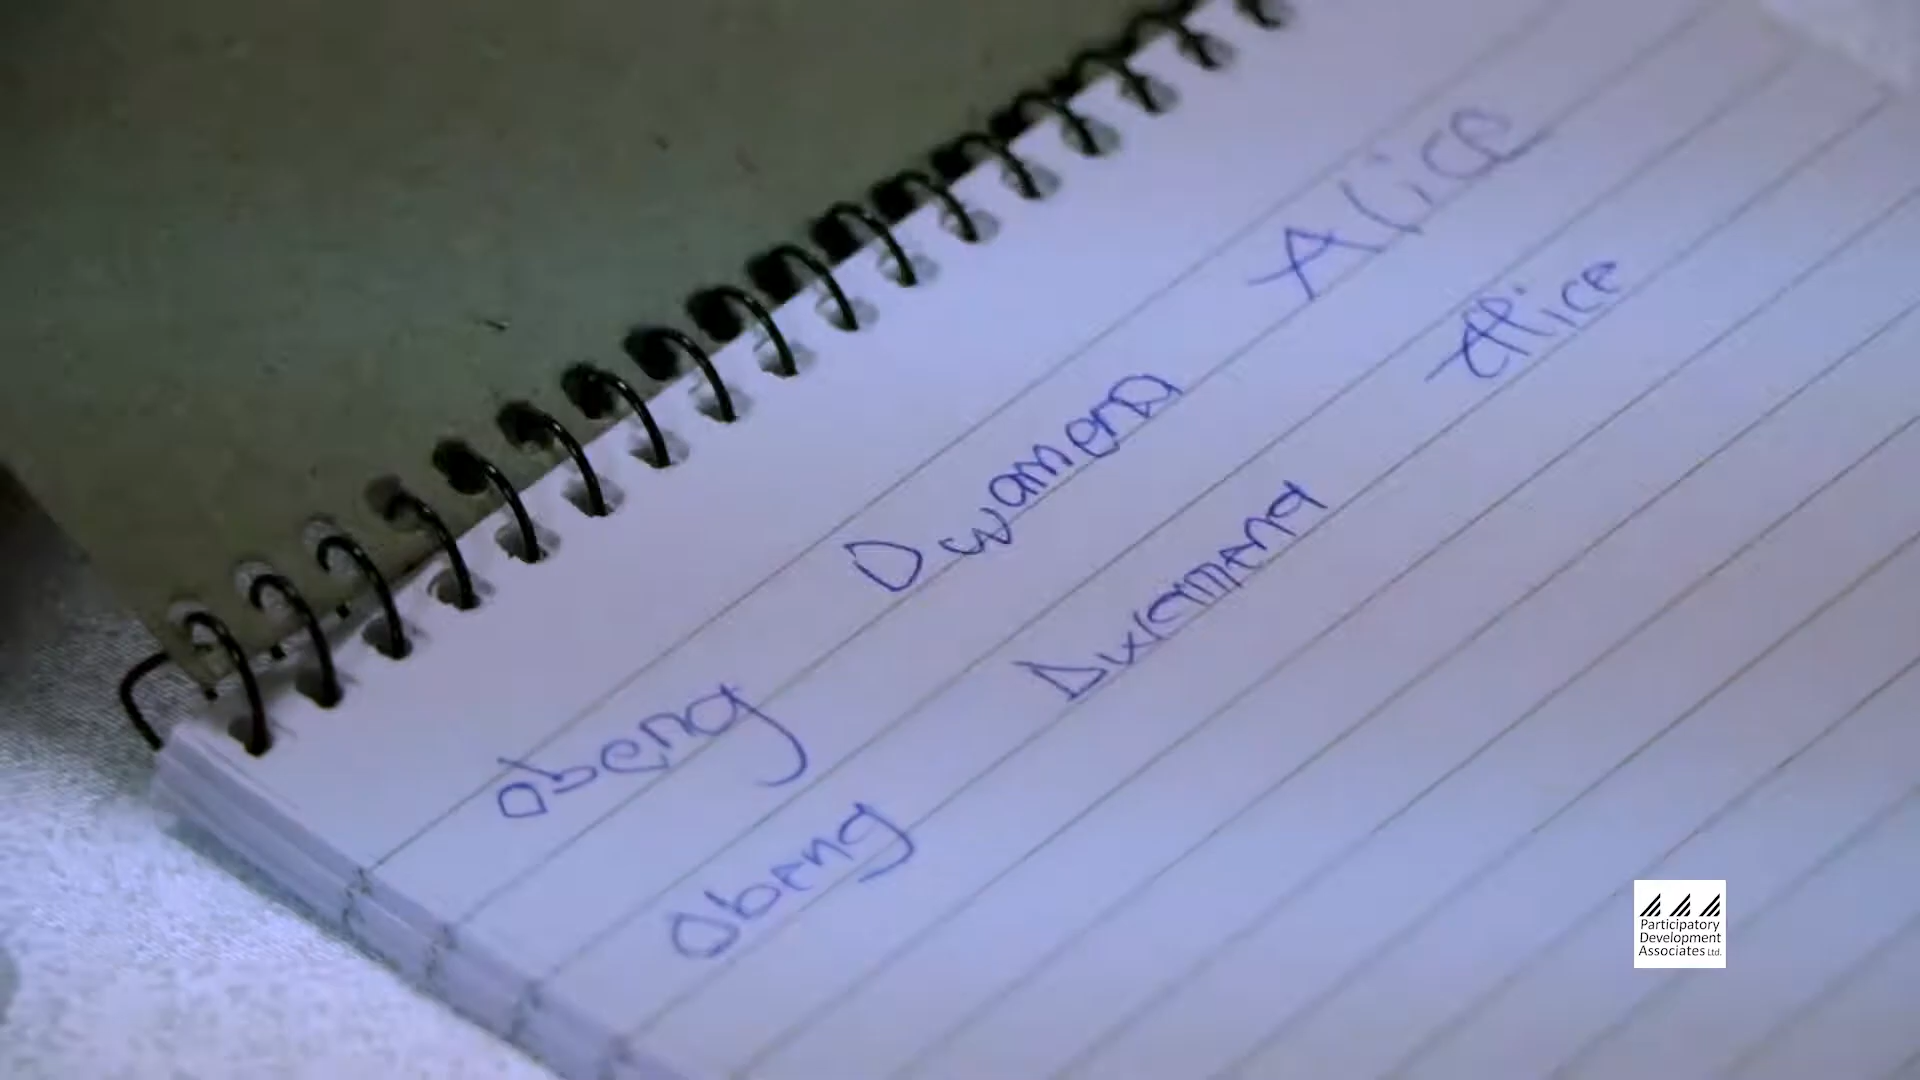 obeng Dwamena Alice
obeng Dwamena Alice
Participatory
Development
Associates Ltd.